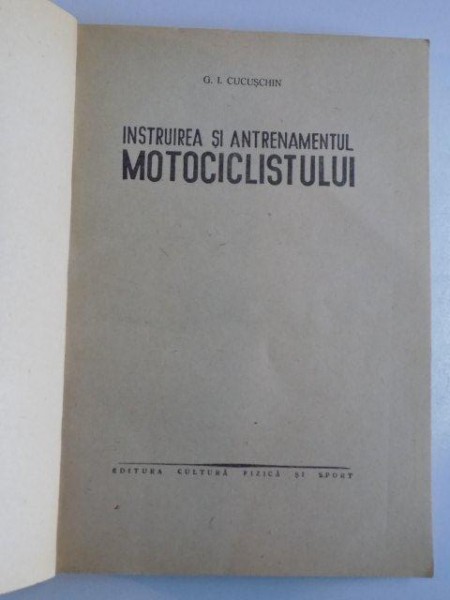 G. I. CUCUŞCHIN
INSTRUIREA ŞI ANTRENAMENTUL
MOTOCICLISTULUI
EDITURA CULTURĂ FIZICĂ ŞI SPORT